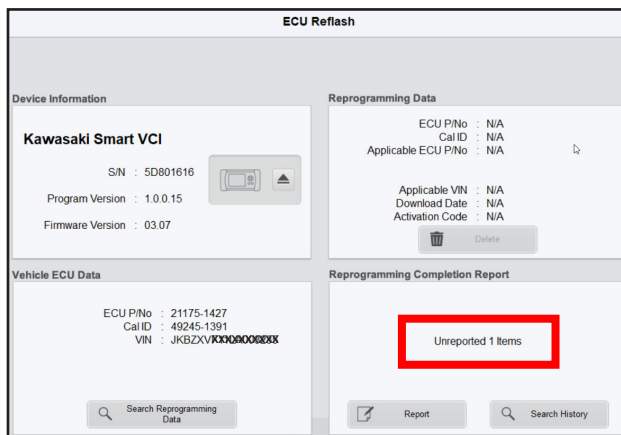 ECU Reflash
Device Information
Kawasaki Smart VCI
S/N : 5D801616
Program Version : 1.0.0.15
Firmware Version : 03.07
Reprogramming Data
ECU P/No : N/A
Cal ID : N/A
Applicable ECU P/No : N/A
Applicable VIN : N/A
Download Date : N/A
Activation Code : N/A
Delete
Vehicle ECU Data
ECU P/No : 21175-1427
Cal ID : 49245-1391
VIN : JKBZXV
Search Reprogramming
Data
Reprogramming Completion Report
Unreported 1 Items
Report
Search History